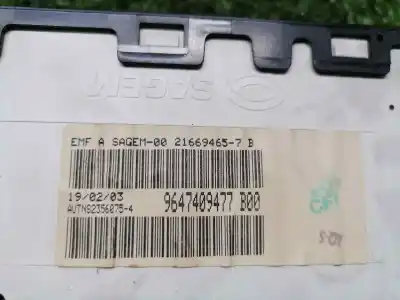 SAGEM
EMF A SAGEM-00 21669465-7 B
19/02/03
9647409477 B00
AUTN82356075-4